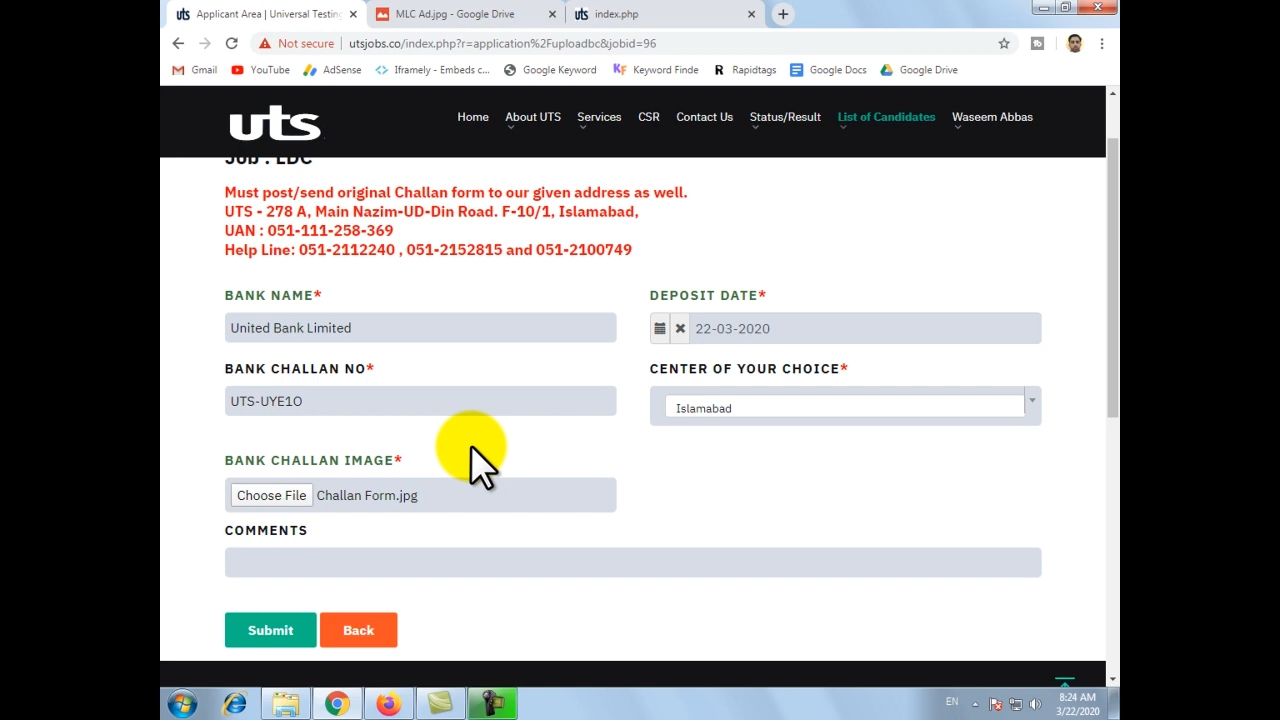 uts Applicant Area | Universal Testing
MLC Ad.jpg - Google Drive
uts index.php
Not secure | utsjobs.co/index.php?r=application%2Fuploadbc&jobid=96
Gmail YouTube AdSense Iframely - Embeds c... Google Keyword Keyword Finde Rapidtags Google Docs Google Drive
uts
Home About UTS Services CSR Contact Us Status/Result List of Candidates Waseem Abbas
Job : LDC
Must post/send original Challan form to our given address as well.
UTS - 278 A, Main Nazim-UD-Din Road. F-10/1, Islamabad,
UAN : 051-111-258-369
Help Line: 051-2112240 , 051-2152815 and 051-2100749
BANK NAME*
United Bank Limited
DEPOSIT DATE*
22-03-2020
BANK CHALLAN NO*
UTS-UYE1O
CENTER OF YOUR CHOICE*
Islamabad
BANK CHALLAN IMAGE*
Choose File Challan Form.jpg
COMMENTS
Submit Back
EN
8:24 AM
3/22/2020